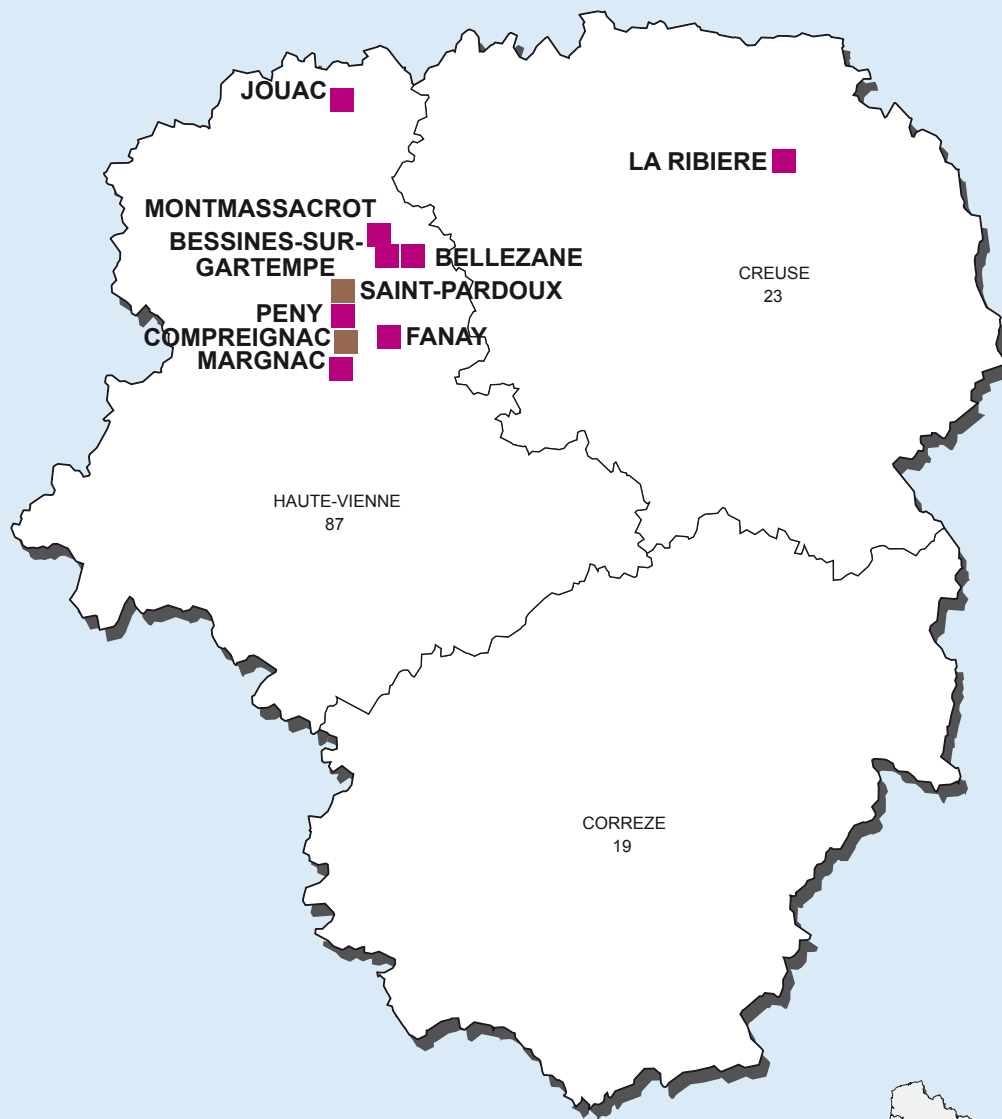 JOUAC
LA RIBIERE
MONTMASSACROT
BESSINES-SUR-
GARTEMPE
BELLEZANE
CREUSE
23
SAINT-PARDOUX
PENY
COMPREIGNAC
FANAY
MARGNAC
HAUTE-VIENNE
87
CORREZE
19